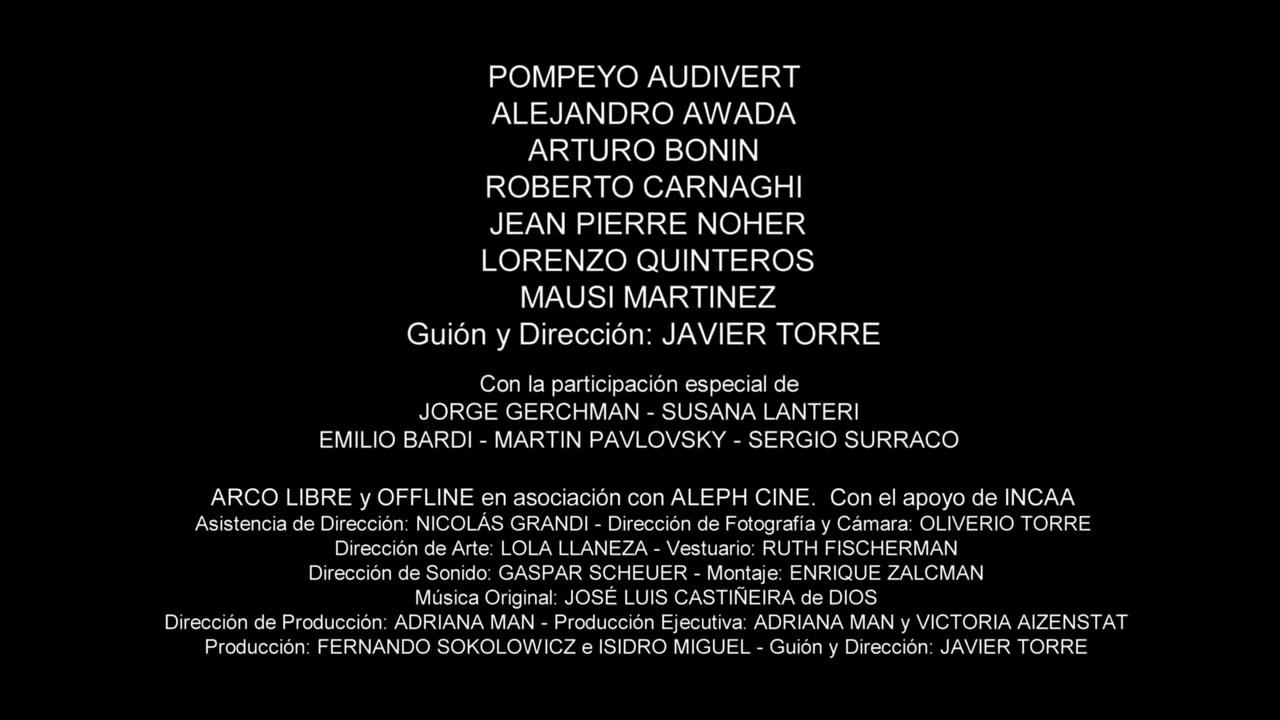 POMPEYO AUDIVERT
ALEJANDRO AWADA
ARTURO BONIN
ROBERTO CARNAGHI
JEAN PIERRE NOHER
LORENZO QUINTEROS
MAUSI MARTINEZ
Guión y Dirección: JAVIER TORRE
Con la participación especial de
JORGE GERCHMAN - SUSANA LANTERI
EMILIO BARDI - MARTIN PAVLOVSKY - SERGIO SURRACO
ARCO LIBRE y OFFLINE en asociación con ALEPH CINE.  Con el apoyo de INCAA
Asistencia de Dirección: NICOLÁS GRANDI - Dirección de Fotografía y Cámara: OLIVERIO TORRE
Dirección de Arte: LOLA LLANEZA - Vestuario: RUTH FISCHERMAN
Dirección de Sonido: GASPAR SCHEUER - Montaje: ENRIQUE ZALCMAN
Música Original: JOSÉ LUIS CASTIÑEIRA de DIOS
Dirección de Producción: ADRIANA MAN - Producción Ejecutiva: ADRIANA MAN y VICTORIA AIZENSTAT
Producción: FERNANDO SOKOLOWICZ e ISIDRO MIGUEL - Guión y Dirección: JAVIER TORRE